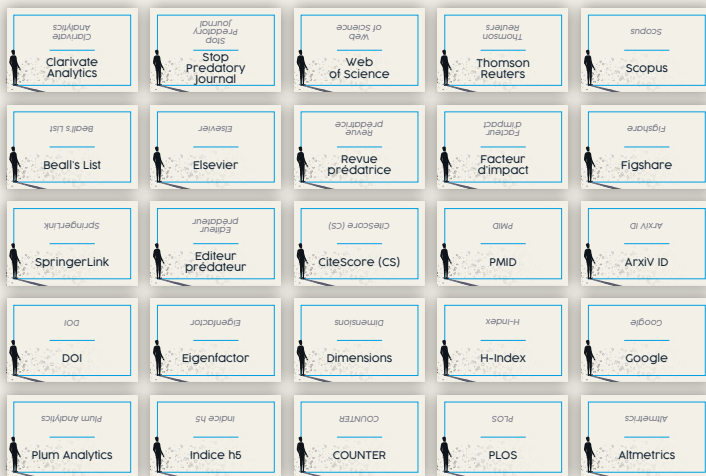 Clarivate
Analytics
Clarivate
Analytics
Stop
Predatory
Journal
Stop
Predatory
Journal
Web
of Science
Web
of Science
Thomson
Reuters
Thomson
Reuters
Scopus
Scopus
Beall's List
Beall's List
Elsevier
Elsevier
Revue
prédatrice
Revue
prédatrice
Facteur
d'impact
Facteur
d'impact
Figshare
Figshare
SpringerLink
SpringerLink
Editeur
prédateur
Editeur
prédateur
CiteScore (CS)
CiteScore (CS)
PMID
PMID
ArXiV ID
ArxiV ID
DOI
DOI
Eigenfactor
Eigenfactor
Dimensions
Dimensions
H-Index
H-Index
Google
Google
Plum Analytics
Plum Analytics
Indice h5
Indice h5
COUNTER
COUNTER
PLOS
PLOS
Altmetrics
Altmetrics